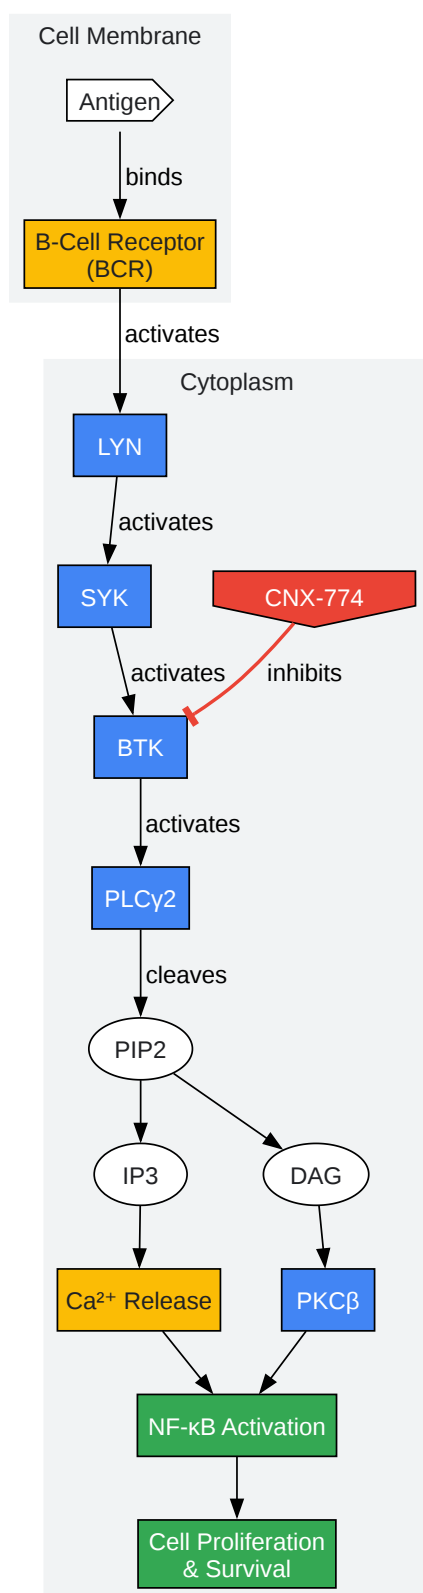 Cell Membrane
Antigen
binds
B-Cell Receptor
(BCR)
activates
Cytoplasm
LYN
activates
SYK
CNX-774
activates
inhibits
BTK
activates
PLCγ2
cleaves
PIP2
IP3
DAG
Ca²⁺ Release
PKCβ
NF-κB Activation
Cell Proliferation
& Survival